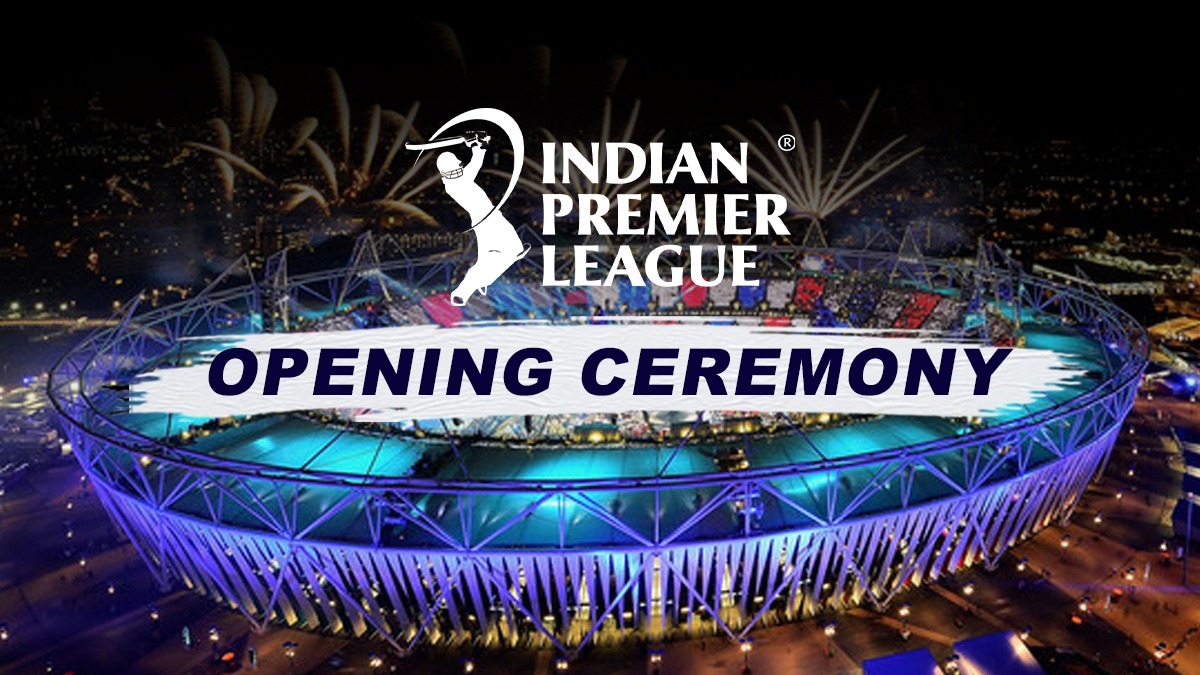 INDIAN ®
PREMIER
LEAGUE
OPENING CEREMONY